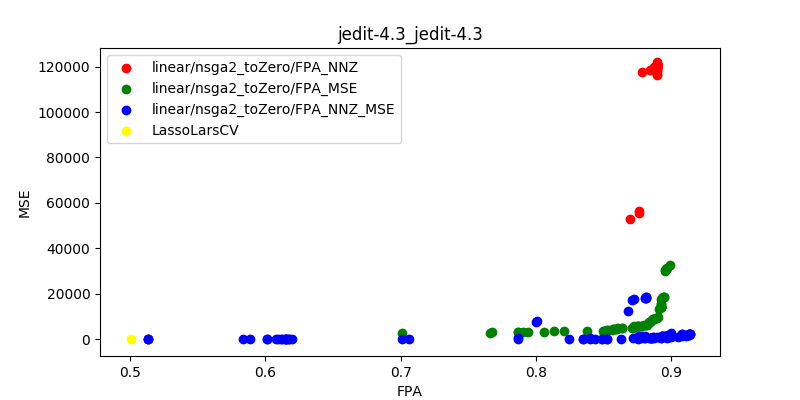 jedit-4.3_jedit-4.3
linear/nsga2_toZero/FPA_NNZ
linear/nsga2_toZero/FPA_MSE
linear/nsga2_toZero/FPA_NNZ_MSE
LassoLarsCV
MSE
120000
100000
80000
60000
40000
20000
0
0.5 0.6 0.7 0.8 0.9
FPA